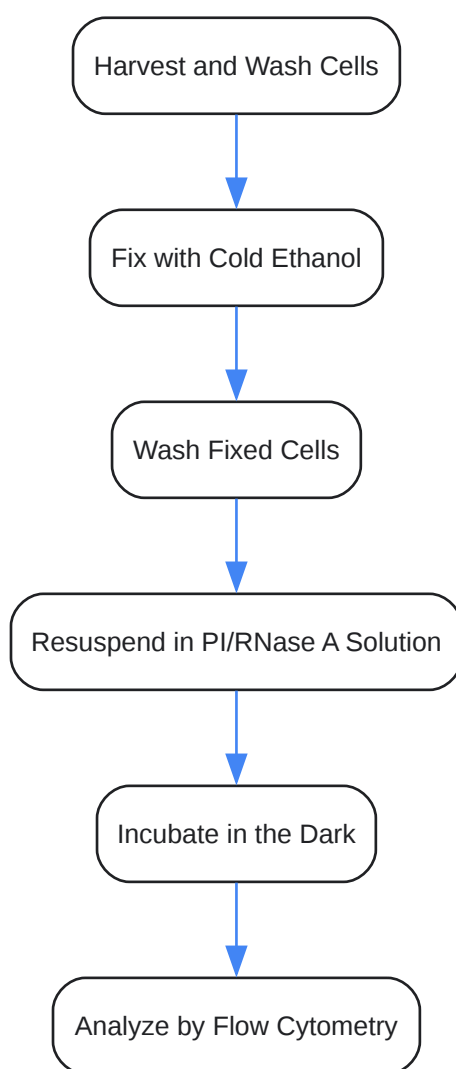 Harvest and Wash Cells
Fix with Cold Ethanol
Wash Fixed Cells
Resuspend in PI/RNase A Solution
Incubate in the Dark
Analyze by Flow Cytometry